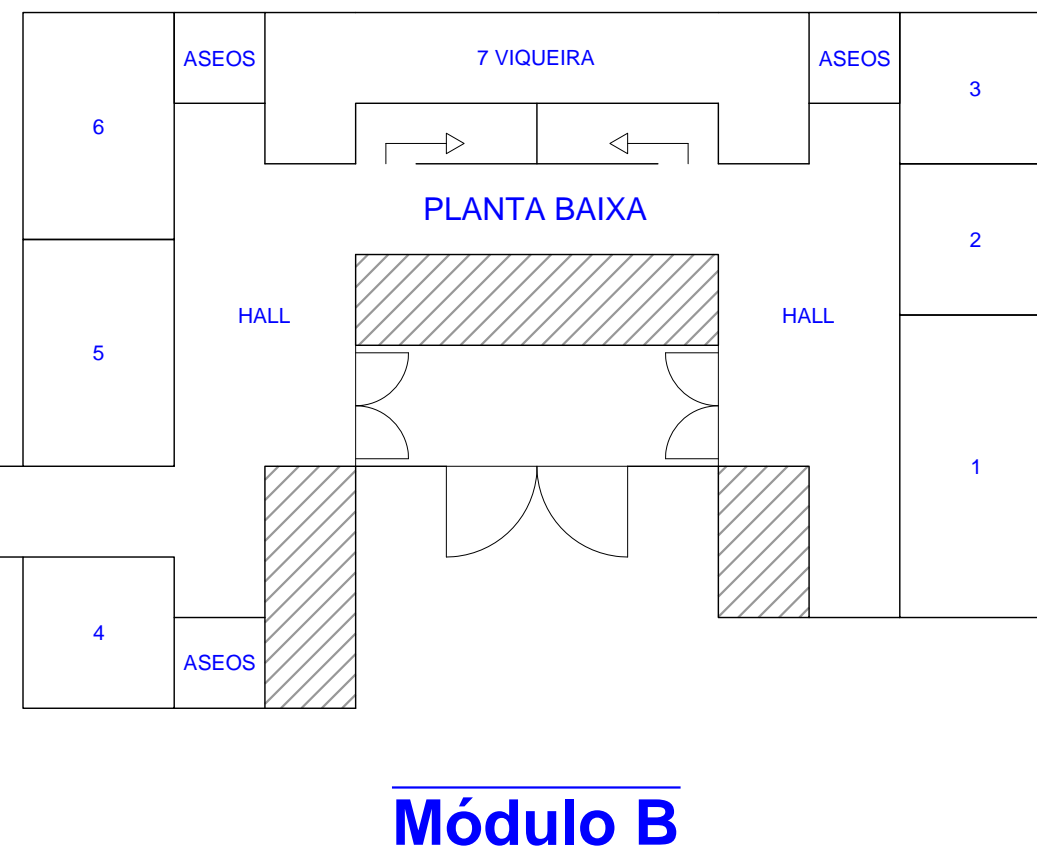 ASEOS
7 VIQUEIRA
ASEOS
3
6
PLANTA BAIXA
2
HALL
HALL
5
1
4
ASEOS
Módulo B